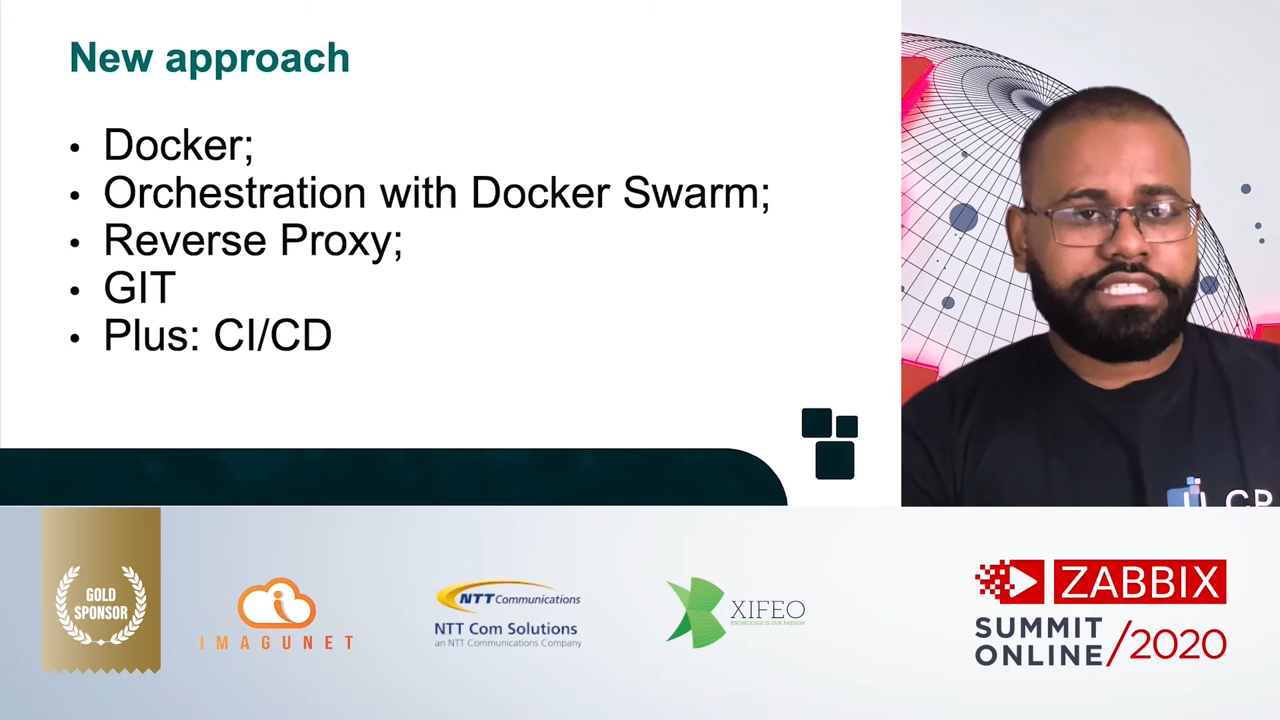 New approach
• Docker;
• Orchestration with Docker Swarm;
• Reverse Proxy;
• GIT
• Plus: CI/CD
GOLD
SPONSOR
IMAGUNET
NTT Communications
NTT Com Solutions
an NTT Communications Company
XIFEO
KNOWLEDGE IS OUR PASSION
ZABBIX
SUMMIT
ONLINE/2020